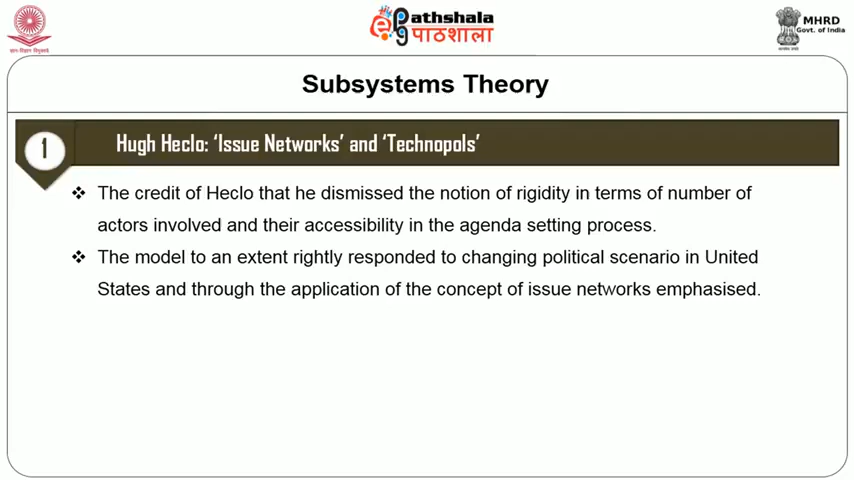 ePathshala
पाठशाला
MHRD
Govt. of India
Subsystems Theory
1
Hugh Heclo: ‘Issue Networks’ and ‘Technopols’
❖ The credit of Heclo that he dismissed the notion of rigidity in terms of number of
actors involved and their accessibility in the agenda setting process.
❖ The model to an extent rightly responded to changing political scenario in United
States and through the application of the concept of issue networks emphasised.